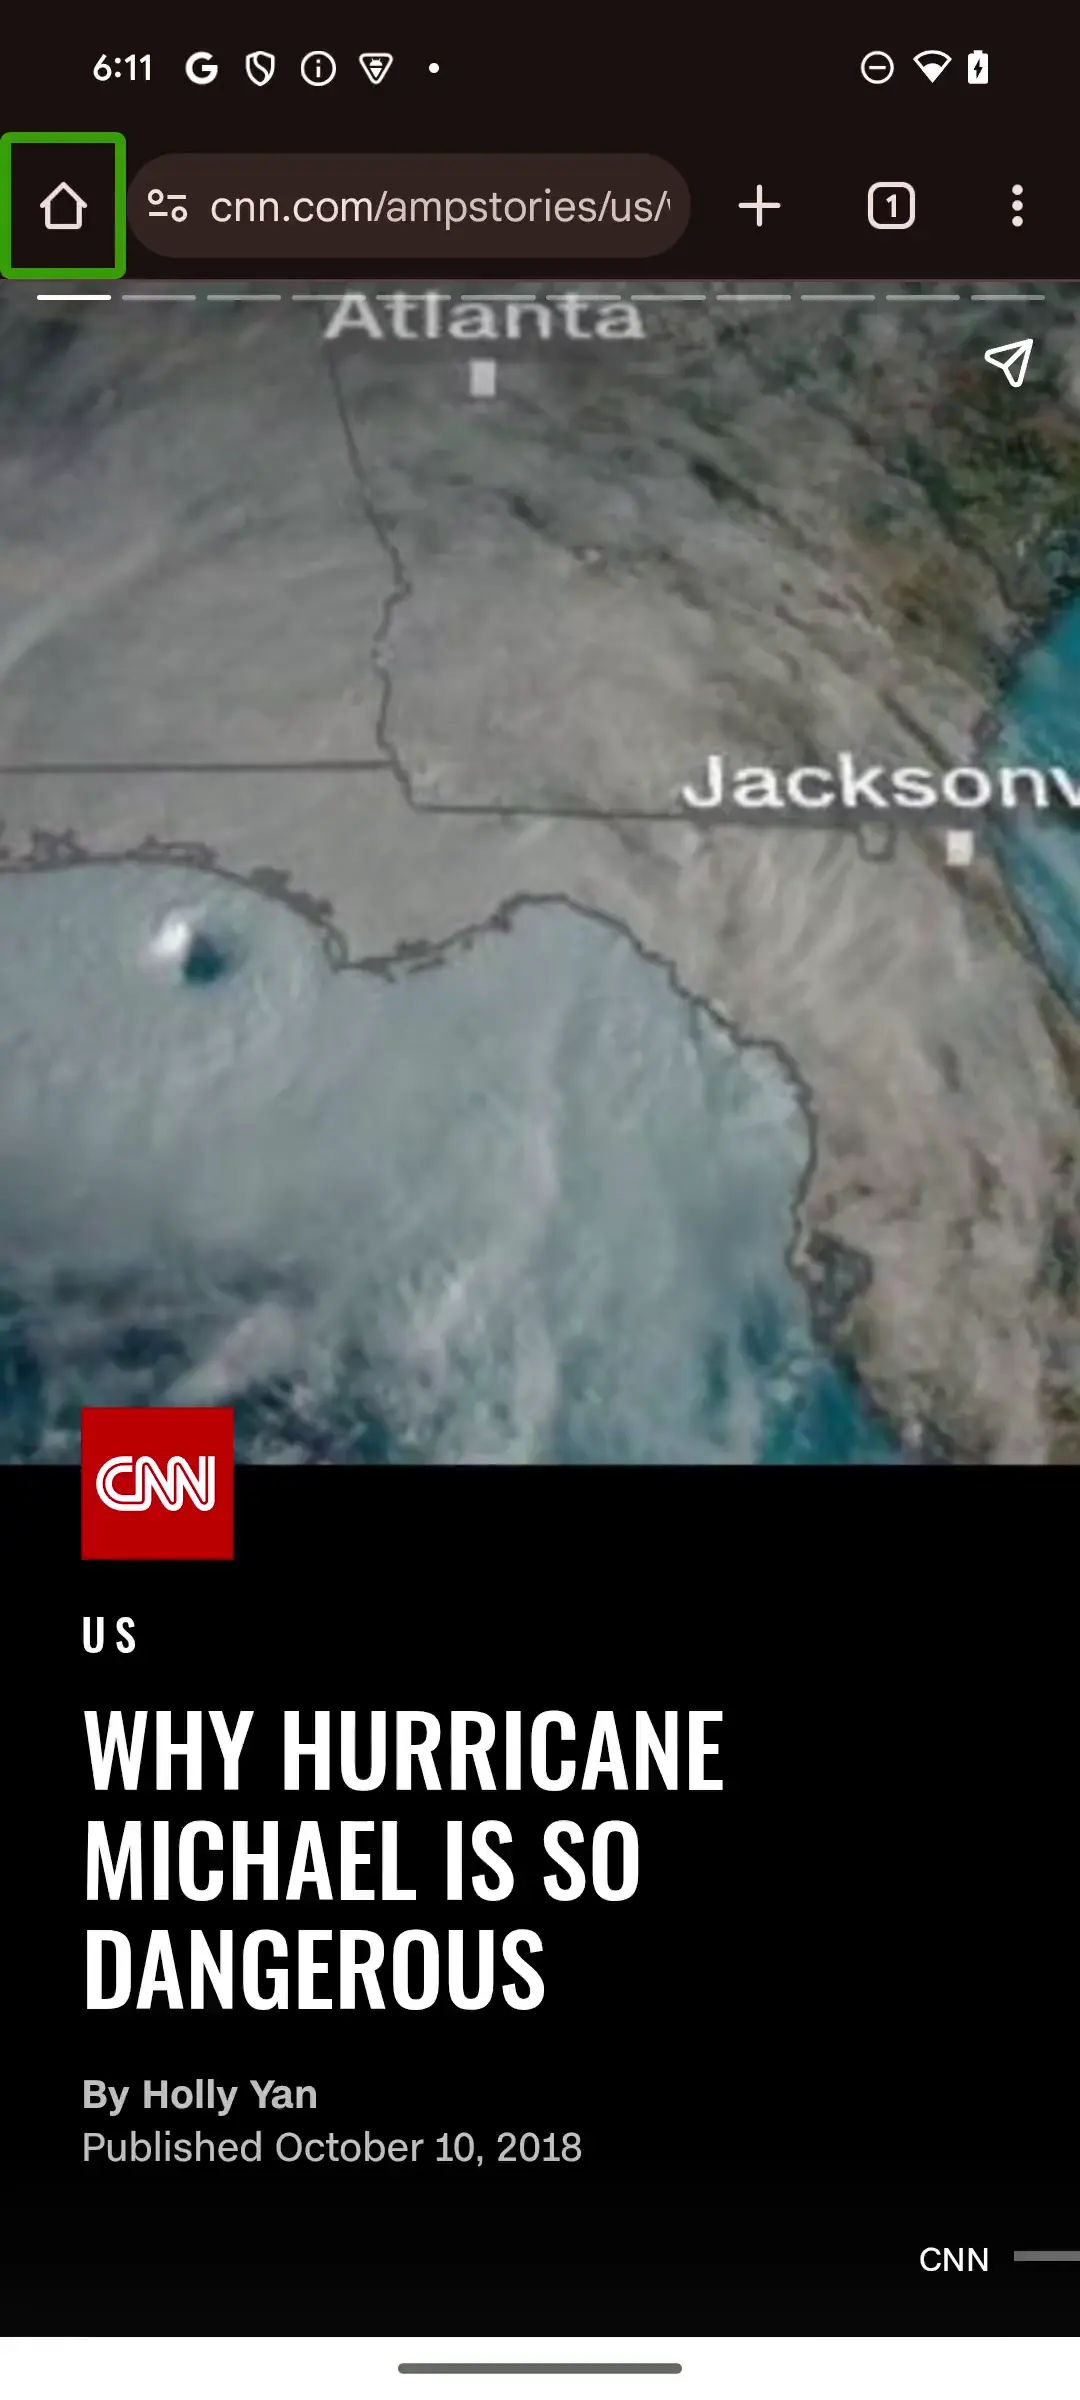 6:11
cnn.com/ampstories/us/
1
Atlanta
Jacksonv
CNN
US
WHY HURRICANE
MICHAEL IS SO
DANGEROUS
By Holly Yan
Published October 10, 2018
CNN